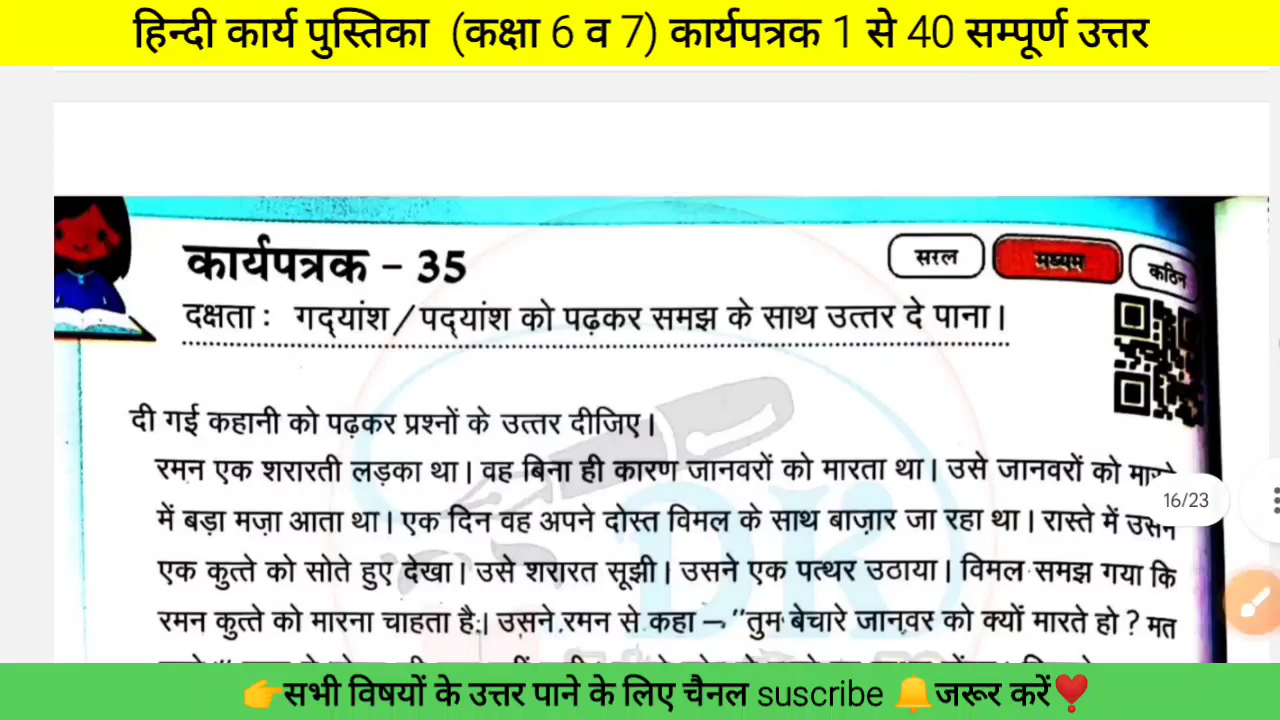 हिन्दी कार्य पुस्तिका (कक्षा 6 व 7) कार्यपत्रक 1 से 40 सम्पूर्ण उत्तर
कार्यपत्रक – 35
सरल मध्यम कठिन
दक्षता : गद्यांश / पद्यांश को पढ़कर समझ के साथ उत्तर दे पाना।
दी गई कहानी को पढ़कर प्रश्नों के उत्तर दीजिए।
रमन एक शरारती लड़का था। वह बिना ही कारण जानवरों को मारता था। उसे जानवरों को
16/23
में बड़ा मज़ा आता था। एक दिन वह अपने दोस्त विमल के साथ बाज़ार जा रहा था। रास्ते में उसने
एक कुत्ते को सोते हुए देखा। उसे शरारत सूझी। उसने एक पत्थर उठाया। विमल समझ गया कि
रमन कुत्ते को मारना चाहता है। उसने रमन से कहा – "तुम बेचारे जानवर को क्यों मारते हो ? मत
👉सभी विषयों के उत्तर पाने के लिए चैनल suscribe 🔔जरूर करें❣️